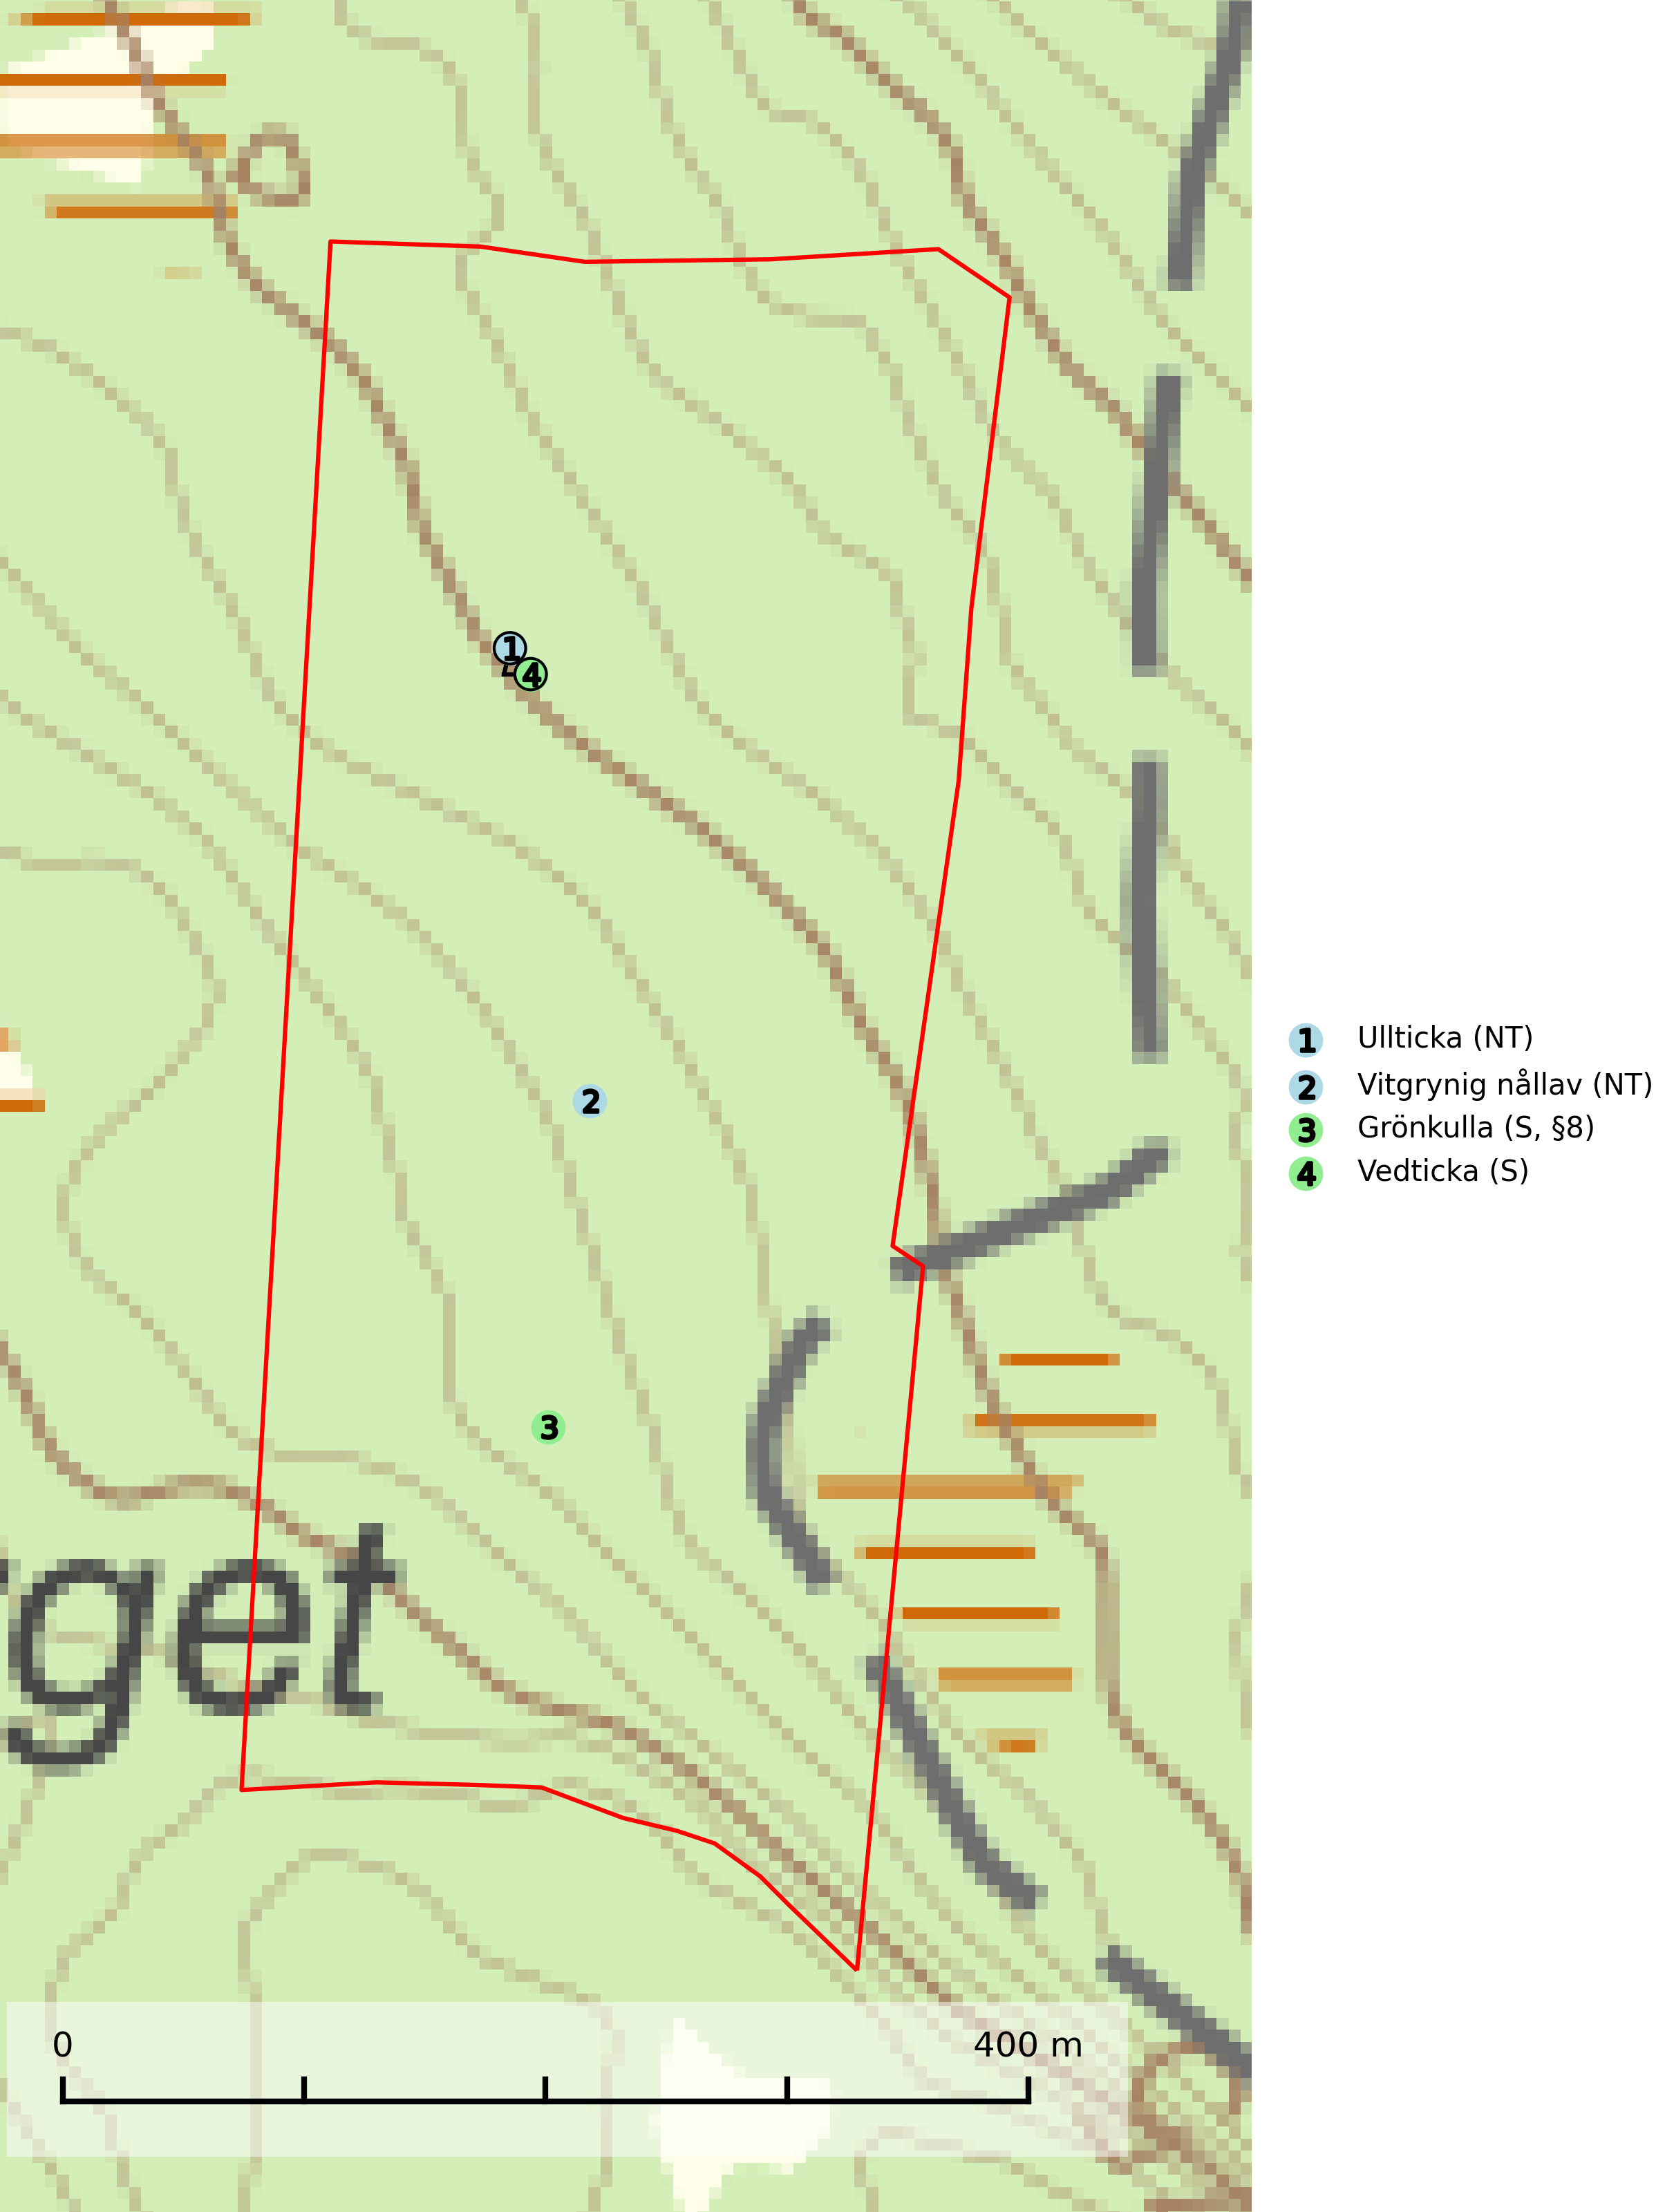 1
4
2
3
get
0 400 m
1 Ullticka (NT)
2 Vitgrynig nållav (NT)
3 Grönkulla (S, §8)
4 Vedticka (S)